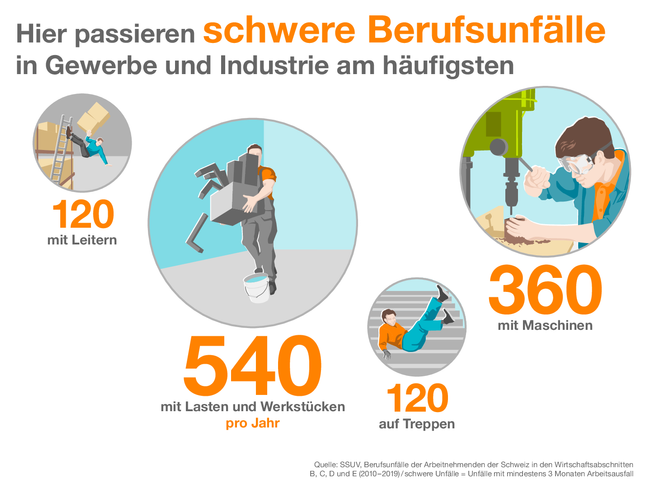 Hier passieren schwere Berufsunfälle
in Gewerbe und Industrie am häufigsten
120
mit Leitern
540
mit Lasten und Werkstücken
pro Jahr
120
auf Treppen
360
mit Maschinen
Quelle: SSUV, Berufsunfälle der Arbeitnehmenden der Schweiz in den Wirtschaftsabschnitten
B, C, D und E (2010–2019)/schwere Unfälle = Unfälle mit mindestens 3 Monaten Arbeitsausfall